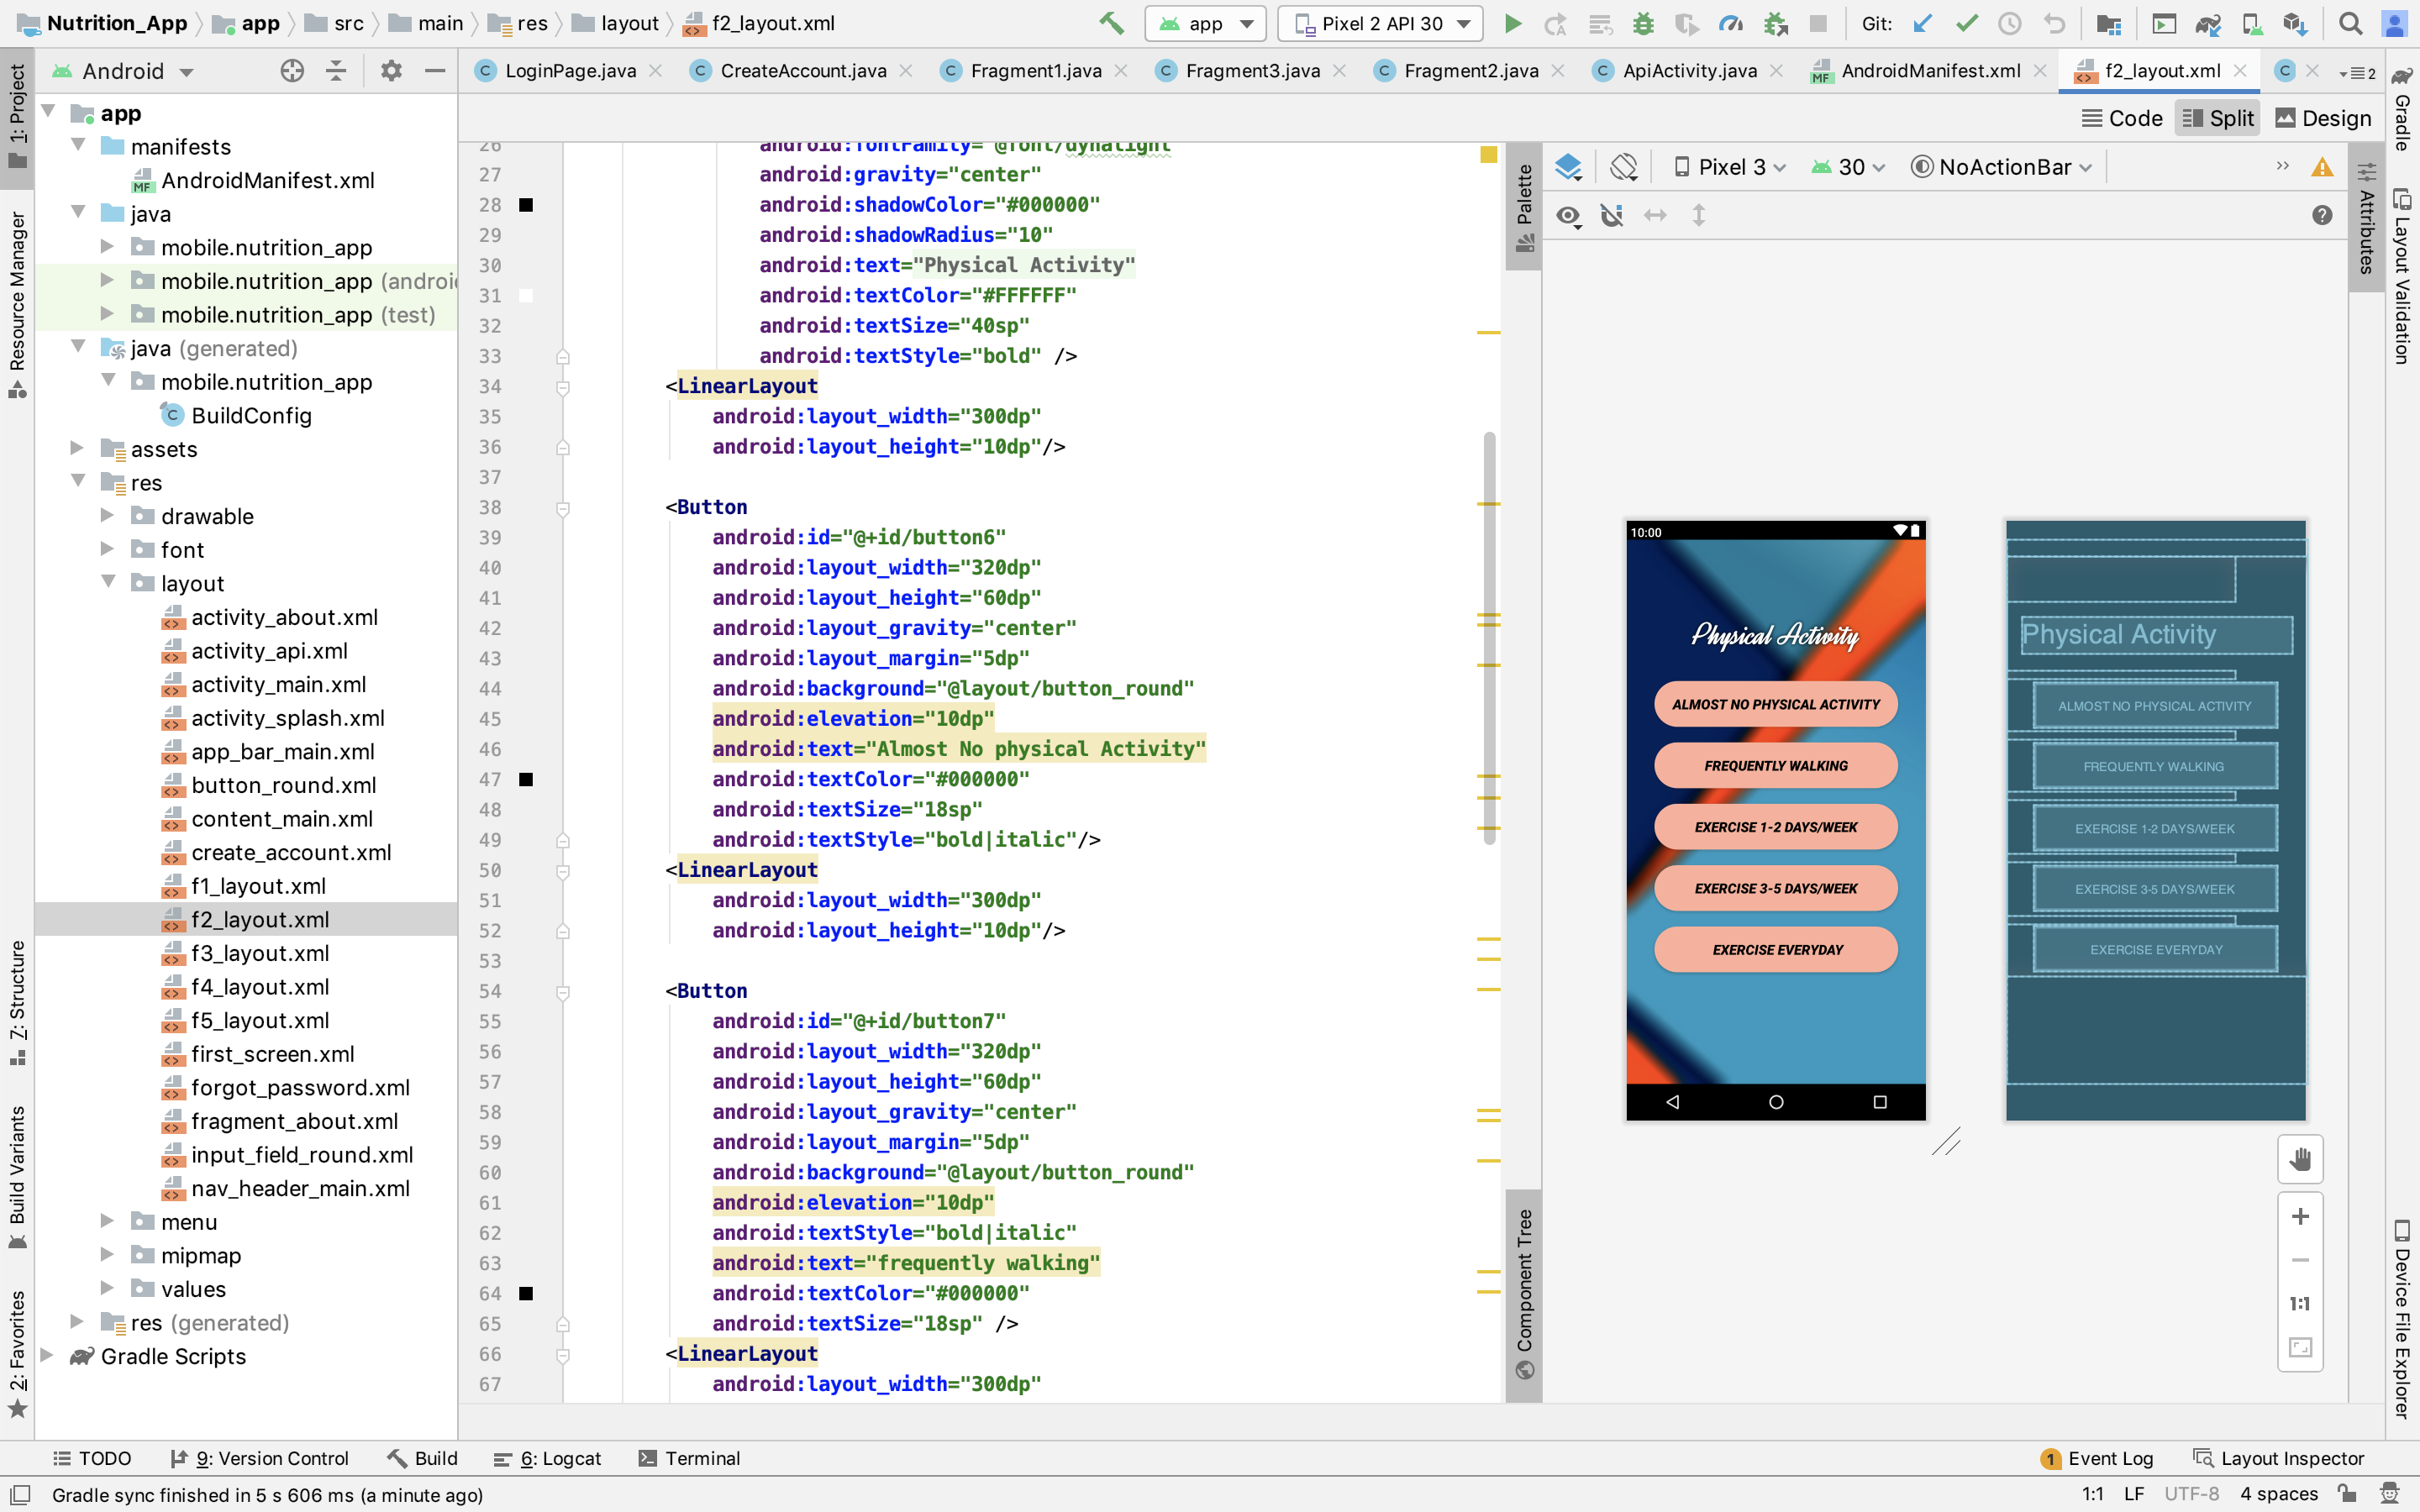 Nutrition_App app src main res layout f2_layout.xml
app Pixel 2 API 30 Git:
Android
LoginPage.java CreateAccount.java Fragment1.java Fragment3.java Fragment2.java ApiActivity.java AndroidManifest.xml f2_layout.xml 2
Code Split Design
1: Project
Resource Manager
Z: Structure
Build Variants
2: Favorites
app
manifests
AndroidManifest.xml
java
mobile.nutrition_app
mobile.nutrition_app
mobile.nutrition_app (test)
java (generated)
mobile.nutrition_app
BuildConfig
assets
res
drawable
font
layout
activity_about.xml
activity_api.xml
activity_main.xml
activity_splash.xml
app_bar_main.xml
button_round.xml
content_main.xml
create_account.xml
f1_layout.xml
f2_layout.xml
f3_layout.xml
f4_layout.xml
f5_layout.xml
first_screen.xml
forgot_password.xml
fragment_about.xml
input_field_round.xml
nav_header_main.xml
menu
mipmap
values
res (generated)
Gradle Scripts
26 android:fontFamily="@font/dynalight
27 android:gravity="center"
28 android:shadowColor="#000000"
29 android:shadowRadius="10"
30 android:text="Physical Activity"
31 android:textColor="#FFFFFF"
32 android:textSize="40sp"
33 android:textStyle="bold" />
34 <LinearLayout
35 android:layout_width="300dp"
36 android:layout_height="10dp"/>
37
38 <Button
39 android:id="@+id/button6"
40 android:layout_width="320dp"
41 android:layout_height="60dp"
42 android:layout_gravity="center"
43 android:layout_margin="5dp"
44 android:background="@layout/button_round"
45 android:elevation="10dp"
46 android:text="Almost No physical Activity"
47 android:textColor="#000000"
48 android:textSize="18sp"
49 android:textStyle="bold|italic"/>
50 <LinearLayout
51 android:layout_width="300dp"
52 android:layout_height="10dp"/>
53
54 <Button
55 android:id="@+id/button7"
56 android:layout_width="320dp"
57 android:layout_height="60dp"
58 android:layout_gravity="center"
59 android:layout_margin="5dp"
60 android:background="@layout/button_round"
61 android:elevation="10dp"
62 android:textStyle="bold|italic"
63 android:text="frequently walking"
64 android:textColor="#000000"
65 android:textSize="18sp" />
66 <LinearLayout
67 android:layout_width="300dp"
Palette
Component Tree
Pixel 3 30 NoActionBar
10:00
Physical Activity
ALMOST NO PHYSICAL ACTIVITY
FREQUENTLY WALKING
EXERCISE 1-2 DAYS/WEEK
EXERCISE 3-5 DAYS/WEEK
EXERCISE EVERYDAY
Physical Activity
ALMOST NO PHYSICAL ACTIVITY
FREQUENTLY WALKING
EXERCISE 1-2 DAYS/WEEK
EXERCISE 3-5 DAYS/WEEK
EXERCISE EVERYDAY
1:1
Attributes
Gradle
Layout Validation
Device File Explorer
TODO 9: Version Control Build 6: Logcat Terminal 1 Event Log Layout Inspector
Gradle sync finished in 5 s 606 ms (a minute ago) 1:1 LF UTF-8 4 spaces